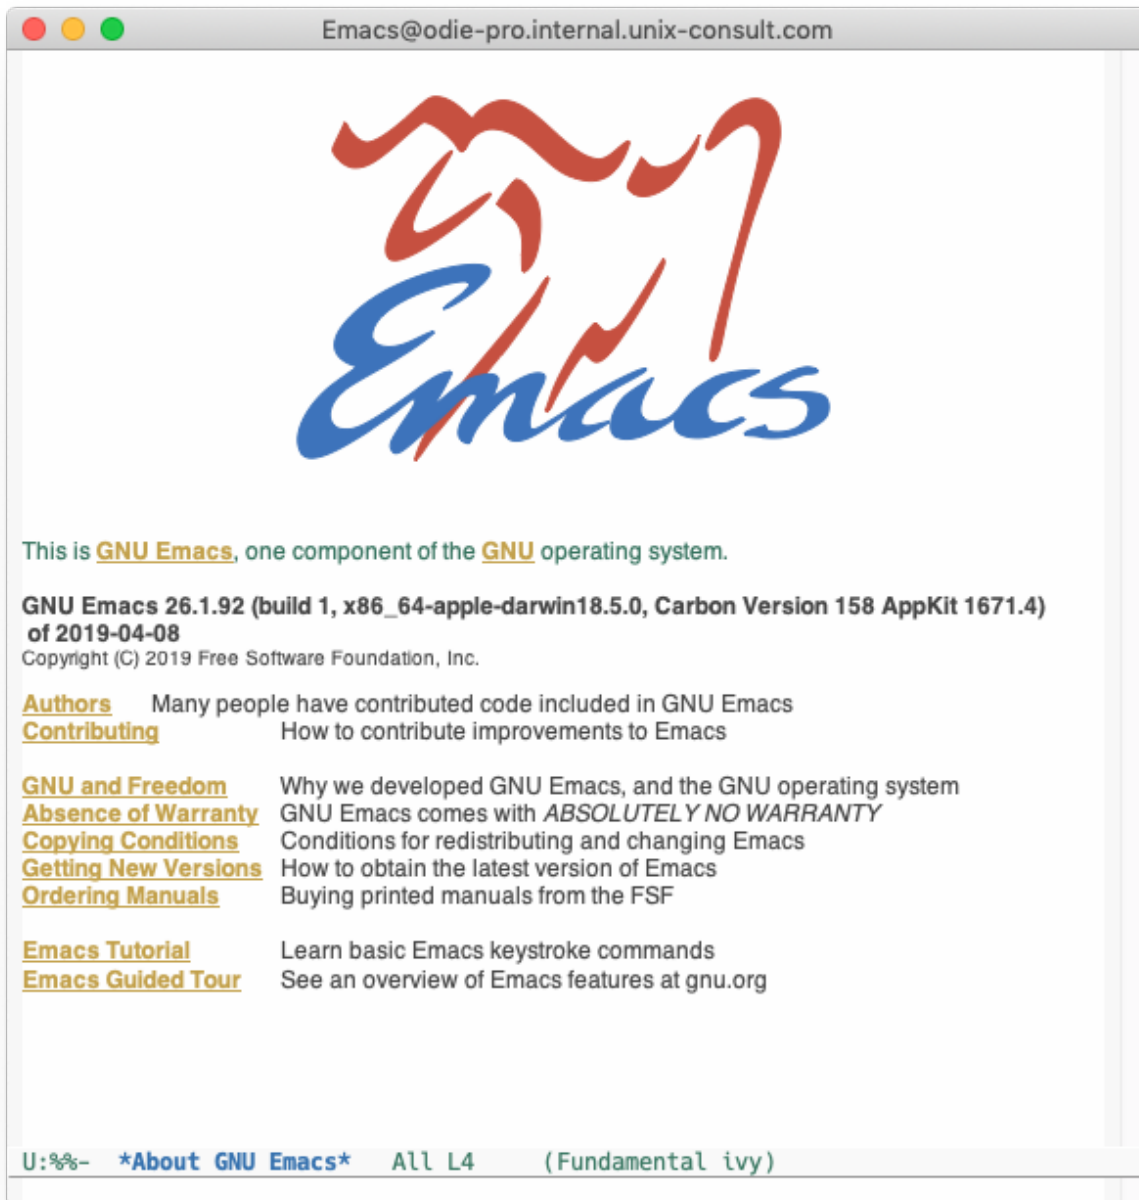 Emacs@odie-pro.internal.unix-consult.com
Emacs
This is GNU Emacs, one component of the GNU operating system.
GNU Emacs 26.1.92 (build 1, x86_64-apple-darwin18.5.0, Carbon Version 158 AppKit 1671.4)
of 2019-04-08
Copyright (C) 2019 Free Software Foundation, Inc.
Authors Many people have contributed code included in GNU Emacs
Contributing How to contribute improvements to Emacs
GNU and Freedom Why we developed GNU Emacs, and the GNU operating system
Absence of Warranty GNU Emacs comes with ABSOLUTELY NO WARRANTY
Copying Conditions Conditions for redistributing and changing Emacs
Getting New Versions How to obtain the latest version of Emacs
Ordering Manuals Buying printed manuals from the FSF
Emacs Tutorial Learn basic Emacs keystroke commands
Emacs Guided Tour See an overview of Emacs features at gnu.org
U:%%- *About GNU Emacs* All L4 (Fundamental ivy)